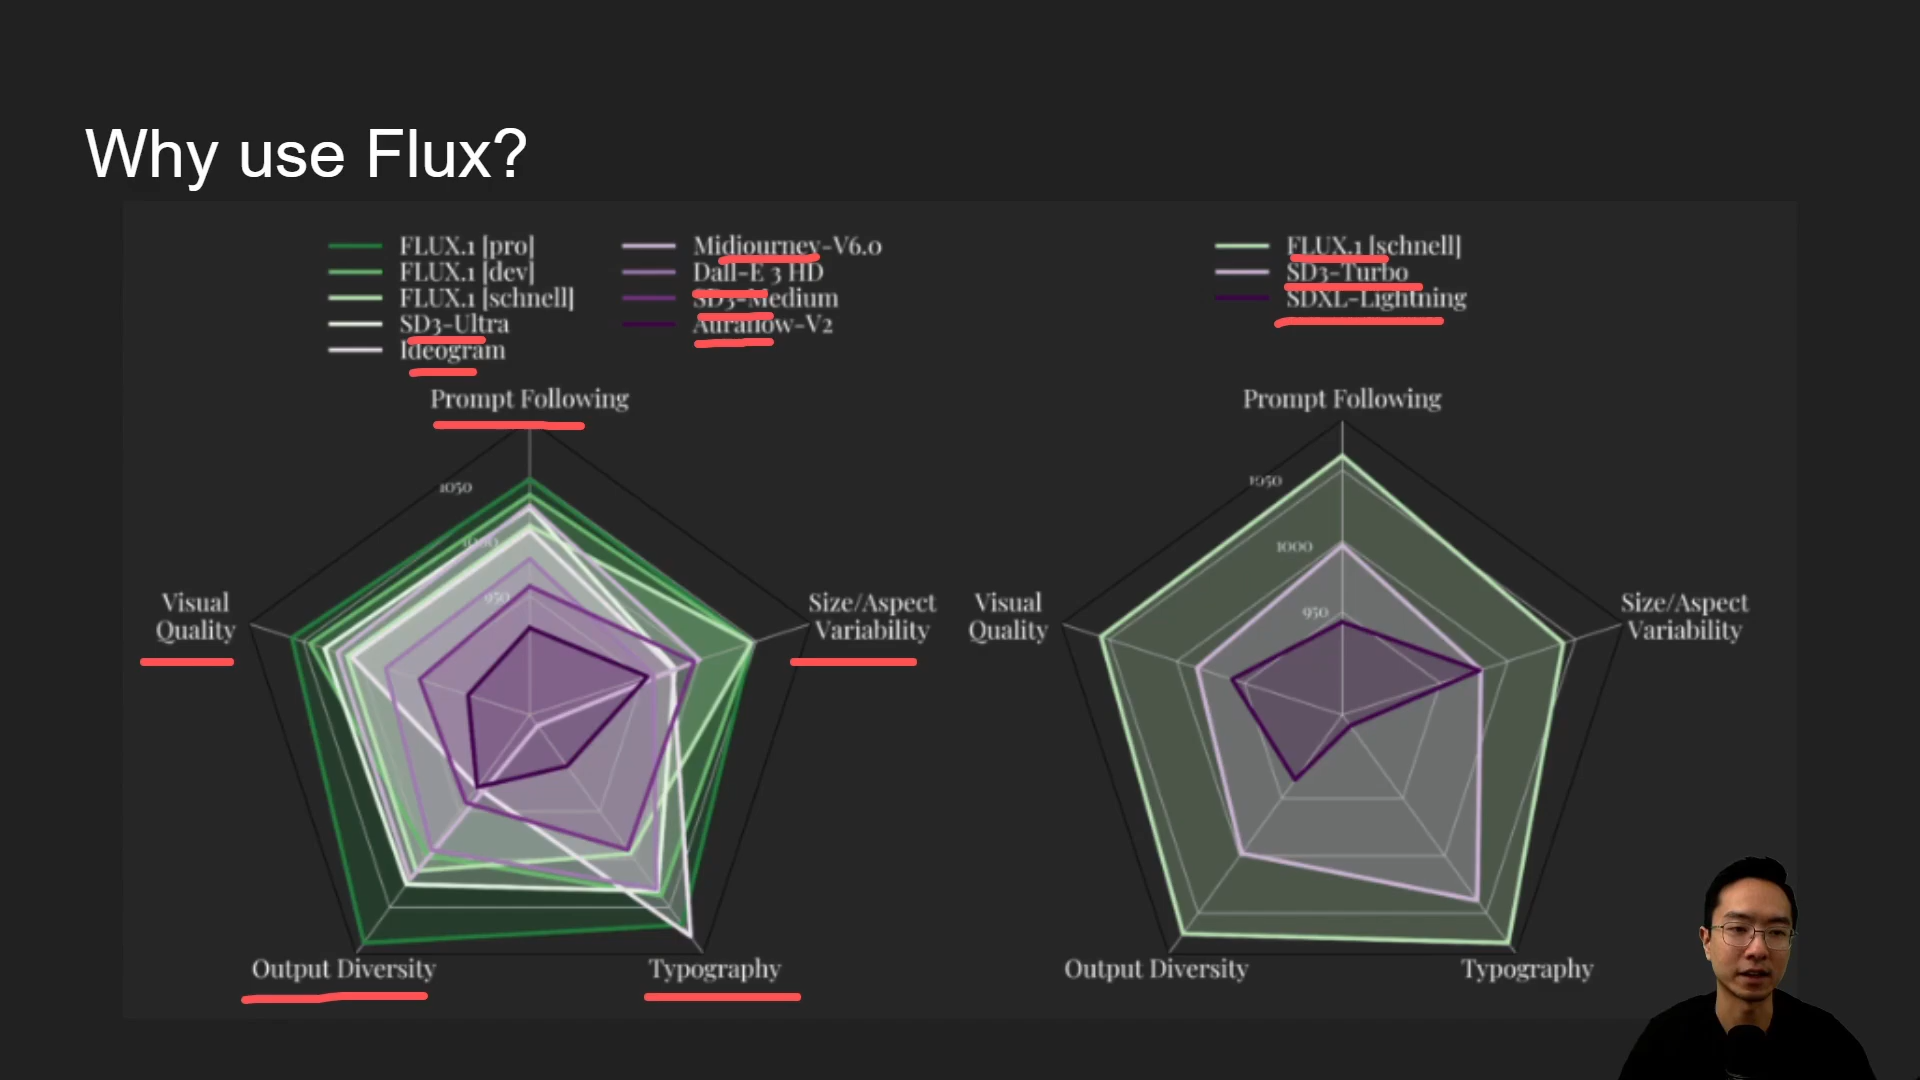 Why use Flux?
FLUX.1 [pro]
FLUX.1 [dev]
FLUX.1 [schnell]
SD3-Ultra
Ideogram
Midjourney-V6.0
Dall-E 3 HD
SD3-Medium
Auraflow-V2
Prompt Following
1050
1000
950
Visual
Quality
Size/Aspect
Variability
Output Diversity
Typography
FLUX.1 [schnell]
SD3-Turbo
SDXL-Lightning
Prompt Following
1050
1000
950
Visual
Quality
Size/Aspect
Variability
Output Diversity
Typography